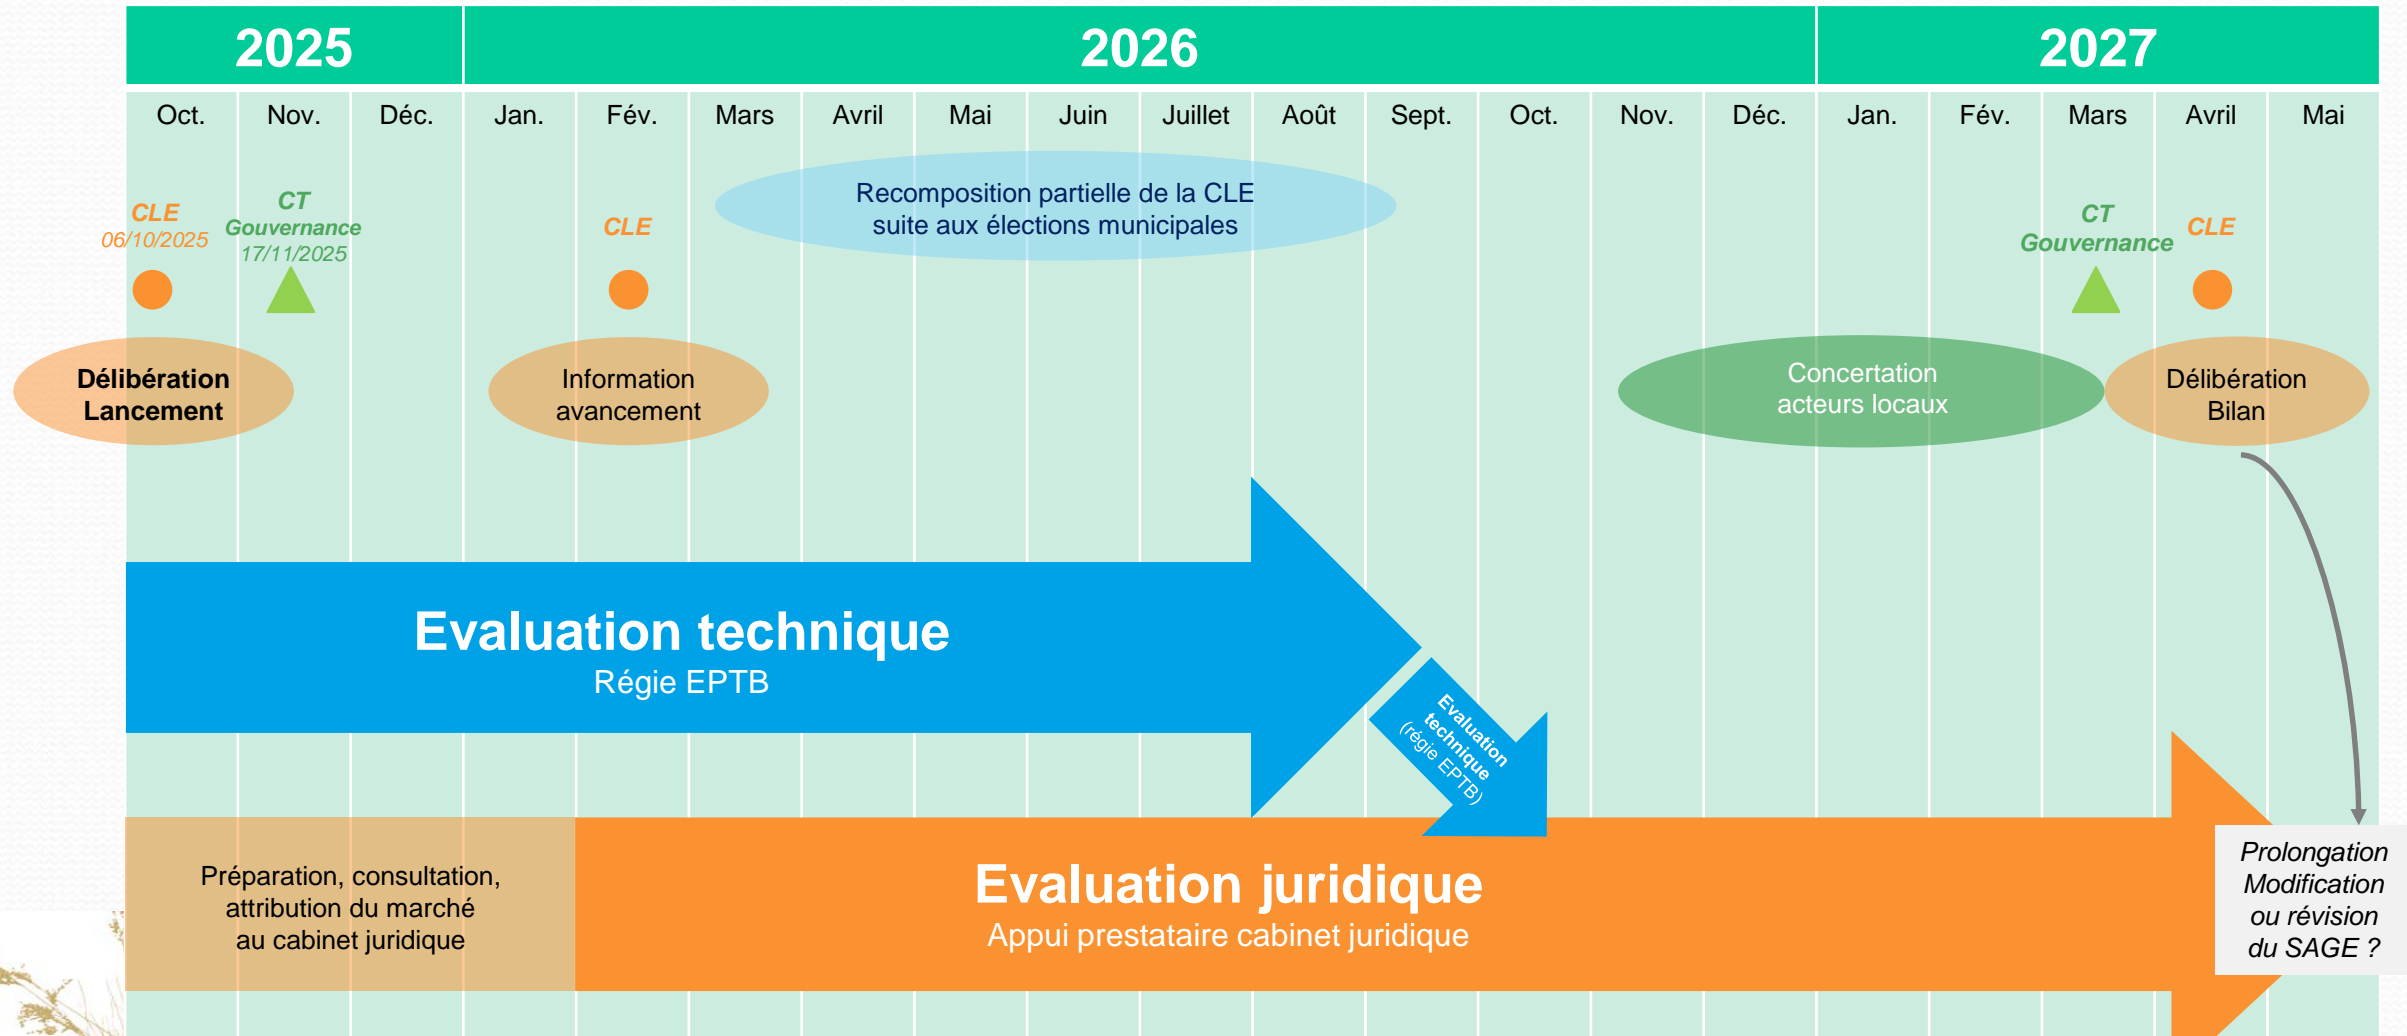 2025
2026
2027
Oct.
Nov.
Déc.
Jan.
Fév.
Mars
Avril
Mai
Juin
Juillet
Août
Sept.
Oct.
Nov.
Déc.
Jan.
Fév.
Mars
Avril
Mai
CLE
06/10/2025
CT
Gouvernance
17/11/2025
CLE
Recomposition partielle de la CLE
suite aux élections municipales
CT
Gouvernance
CLE
Délibération
Lancement
Information
avancement
Concertation
acteurs locaux
Délibération
Bilan
Evaluation technique
Régie EPTB
Evaluation
technique
(régie EPTB)
Préparation, consultation,
attribution du marché
au cabinet juridique
Evaluation juridique
Appui prestataire cabinet juridique
Prolongation
Modification
ou révision
du SAGE ?